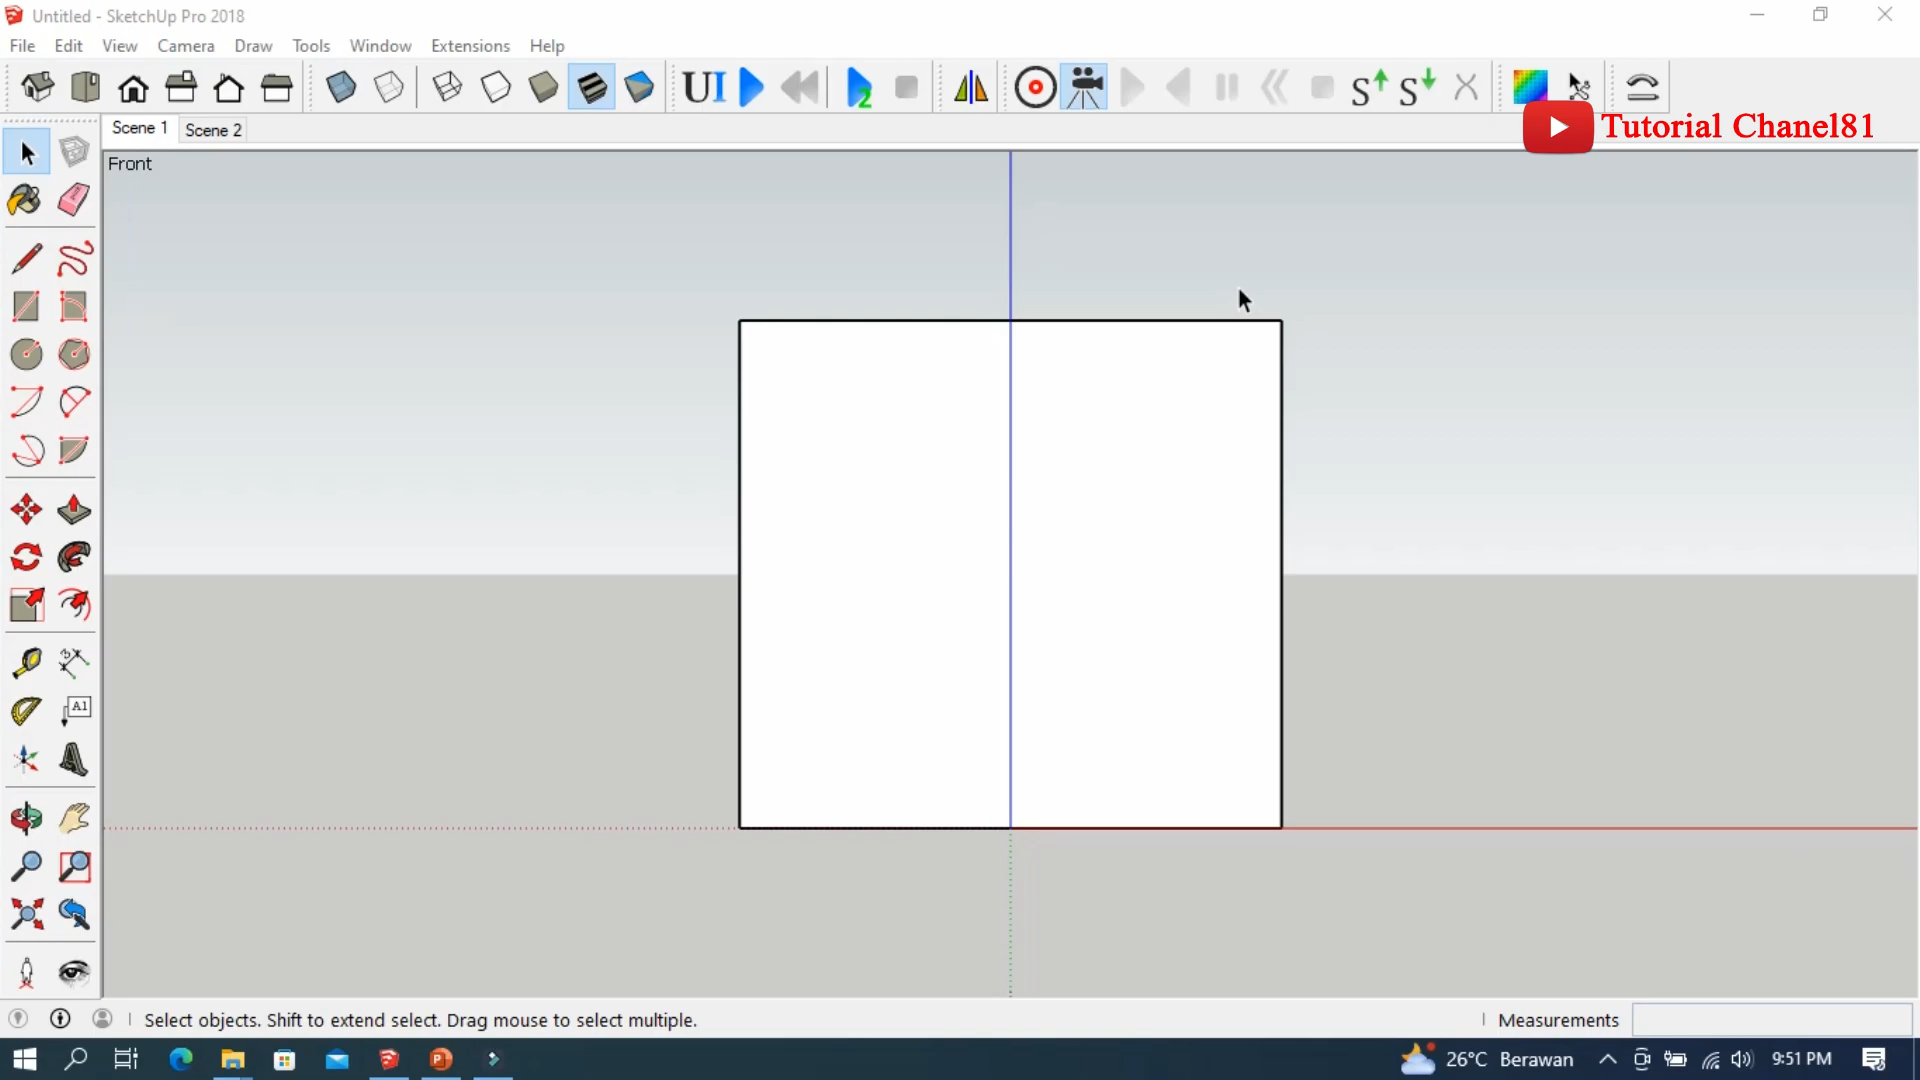 Untitled - SketchUp Pro 2018
File Edit View Camera Draw Tools Window Extensions Help
UI 2 S S
Scene 1 Scene 2
Tutorial Chanel81
Front
A1
Select objects. Shift to extend select. Drag mouse to select multiple.
Measurements
26°C Berawan 9:51 PM